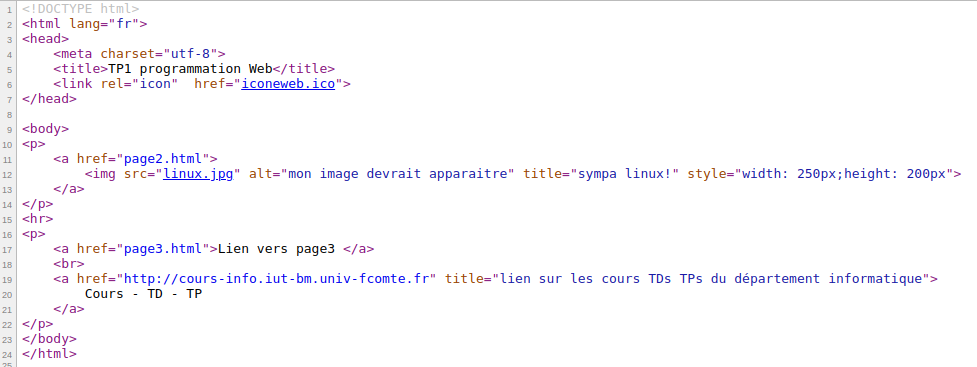 1 <!DOCTYPE html>
2 <html lang="fr">
3 <head>
4     <meta charset="utf-8">
5     <title>TP1 programmation Web</title>
6     <link rel="icon"  href="iconeweb.ico">
7 </head>
8
9 <body>
10 <p>
11     <a href="page2.html">
12         <img src="linux.jpg" alt="mon image devrait apparaitre" title="sympa linux!" style="width: 250px;height: 200px">
13     </a>
14 </p>
15 <hr>
16 <p>
17     <a href="page3.html">Lien vers page3 </a>
18     <br>
19     <a href="http://cours-info.iut-bm.univ-fcomte.fr" title="lien sur les cours TDs TPs du département informatique">
20         Cours - TD - TP
21     </a>
22 </p>
23 </body>
24 </html>
25